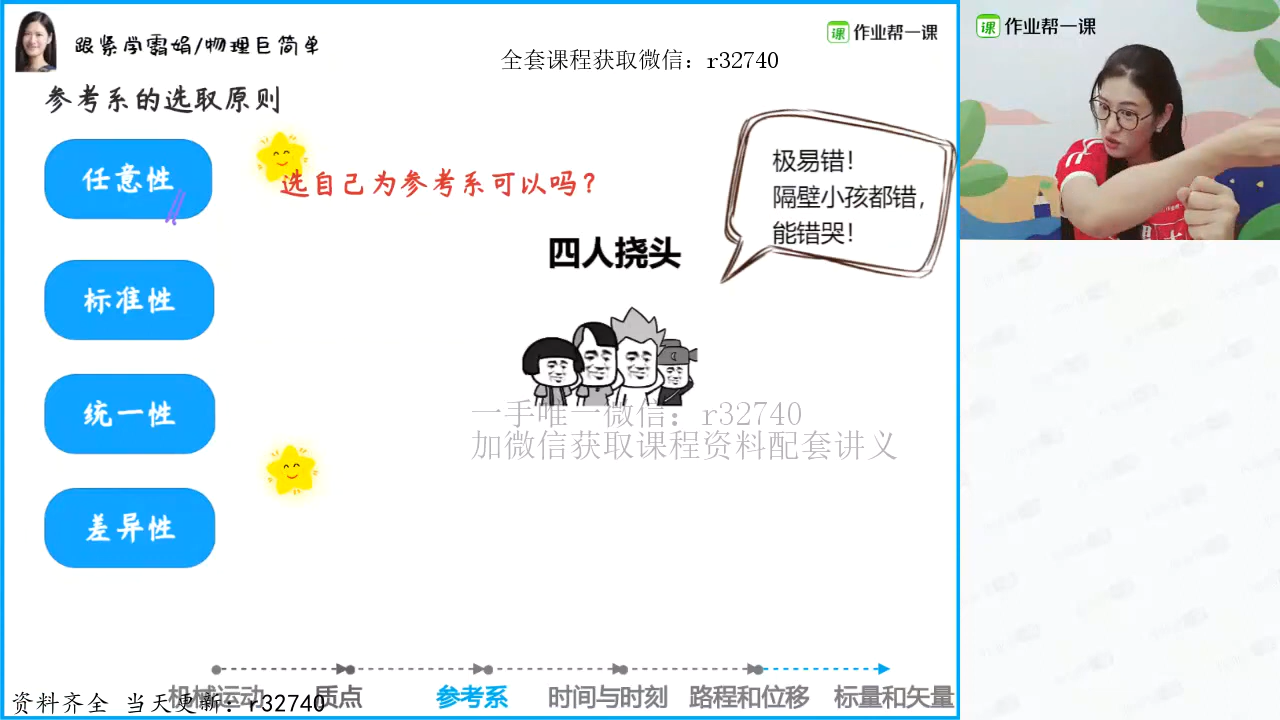 跟紧学霸娟/物理巨简单
课 作业帮一课
课 作业帮一课
全套课程获取微信：r32740
参考系的选取原则
任意性
选自己为参考系可以吗？
极易错！
隔壁小孩都错，
能错哭！
四人挠头
标准性
统一性
一手唯一微信：r32740
加微信获取课程资料配套讲义
差异性
机械运动 质点 参考系 时间与时刻 路程和位移 标量和矢量
资料齐全 当天更新：r32740